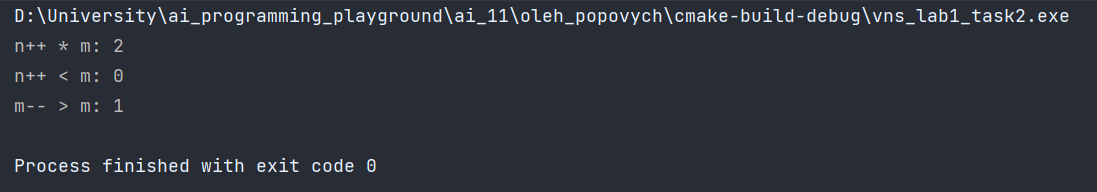 D:\University\ai_programming_playground\ai_11\oleh_popovych\cmake-build-debug\vns_lab1_task2.exe
n++ * m: 2
n++ < m: 0
m-- > m: 1
Process finished with exit code 0